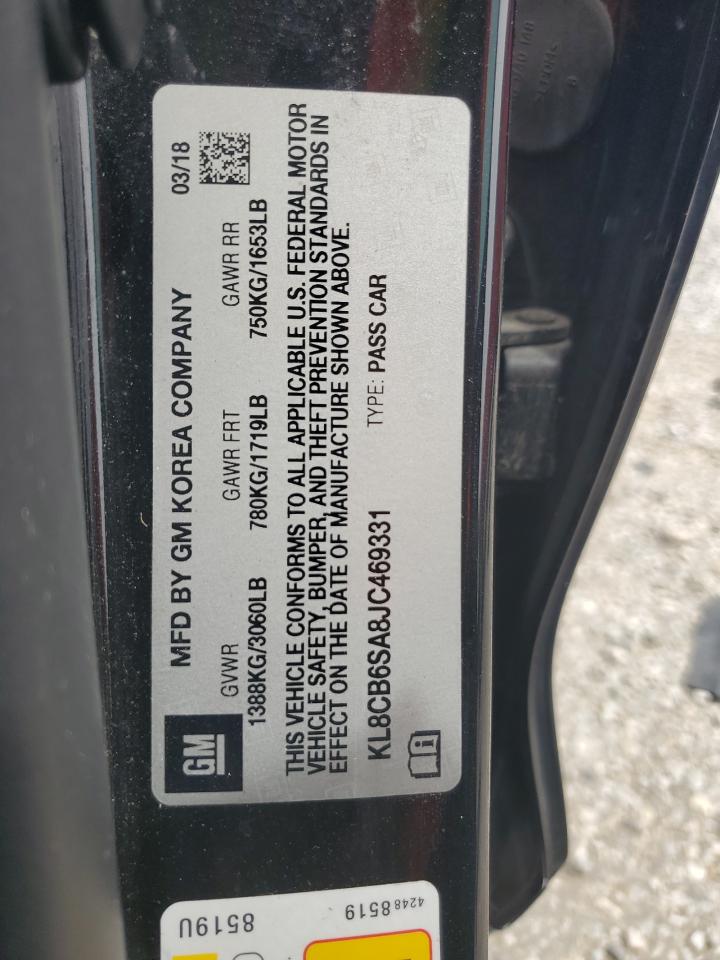 GM
MFD BY GM KOREA COMPANY 03/18
GVWR GAWR FRT GAWR RR
1388KG/3060LB 780KG/1719LB 750KG/1653LB
THIS VEHICLE CONFORMS TO ALL APPLICABLE U.S. FEDERAL MOTOR
VEHICLE SAFETY, BUMPER, AND THEFT PREVENTION STANDARDS IN
EFFECT ON THE DATE OF MANUFACTURE SHOWN ABOVE.
KL8CB6SA8JC469331 TYPE: PASS CAR
8519U
42488519